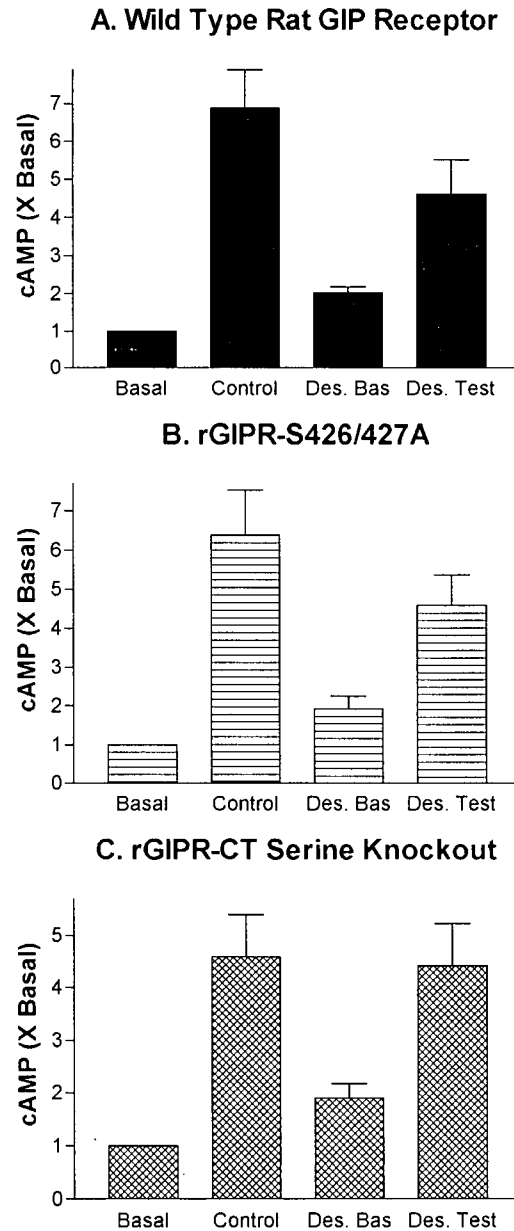 A. Wild Type Rat GIP Receptor
cAMP (X Basal)
7
6
5
4
3
2
1
0
Basal Control Des. Bas Des. Test
B. rGIPR-S426/427A
cAMP (X Basal)
7
6
5
4
3
2
1
0
Basal Control Des. Bas Des. Test
C. rGIPR-CT Serine Knockout
cAMP (X Basal)
5
4
3
2
1
0
Basal Control Des. Bas Des. Test